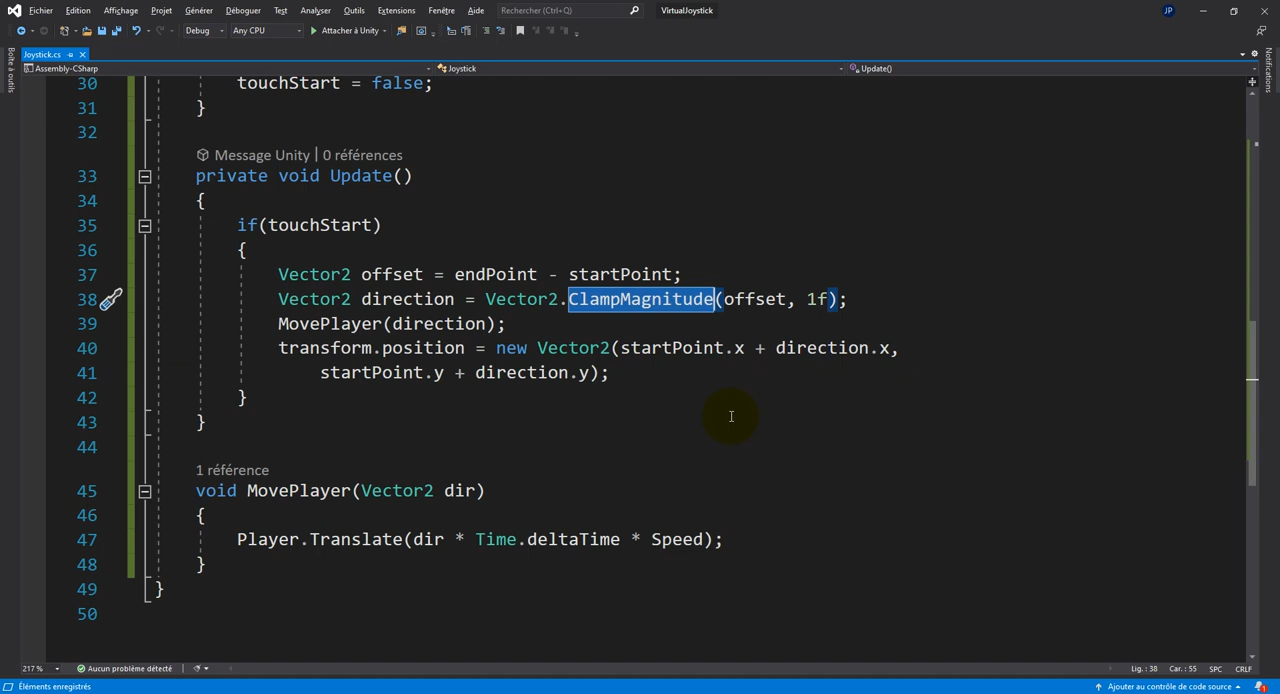 Fichier Edition Affichage Projet Générer Déboguer Test Analyser Outils Extensions Fenêtre Aide Rechercher (Ctrl+Q) VirtualJoystick JP
Debug Any CPU Attacher à Unity
Joystick.cs
Assembly-CSharp Joystick Update()
Boîte à outils
Notifications
30 touchStart = false;
31 }
32
Message Unity | 0 références
33 private void Update()
34 {
35 if(touchStart)
36 {
37 Vector2 offset = endPoint - startPoint;
38 Vector2 direction = Vector2.ClampMagnitude(offset, 1f);
39 MovePlayer(direction);
40 transform.position = new Vector2(startPoint.x + direction.x,
41 startPoint.y + direction.y);
42 }
43 }
44
1 référence
45 void MovePlayer(Vector2 dir)
46 {
47 Player.Translate(dir * Time.deltaTime * Speed);
48 }
49 }
50
217 % Aucun problème détecté Lig. : 38 Car. : 55 SPC CRLF
Éléments enregistrés Ajouter au contrôle de code source 1